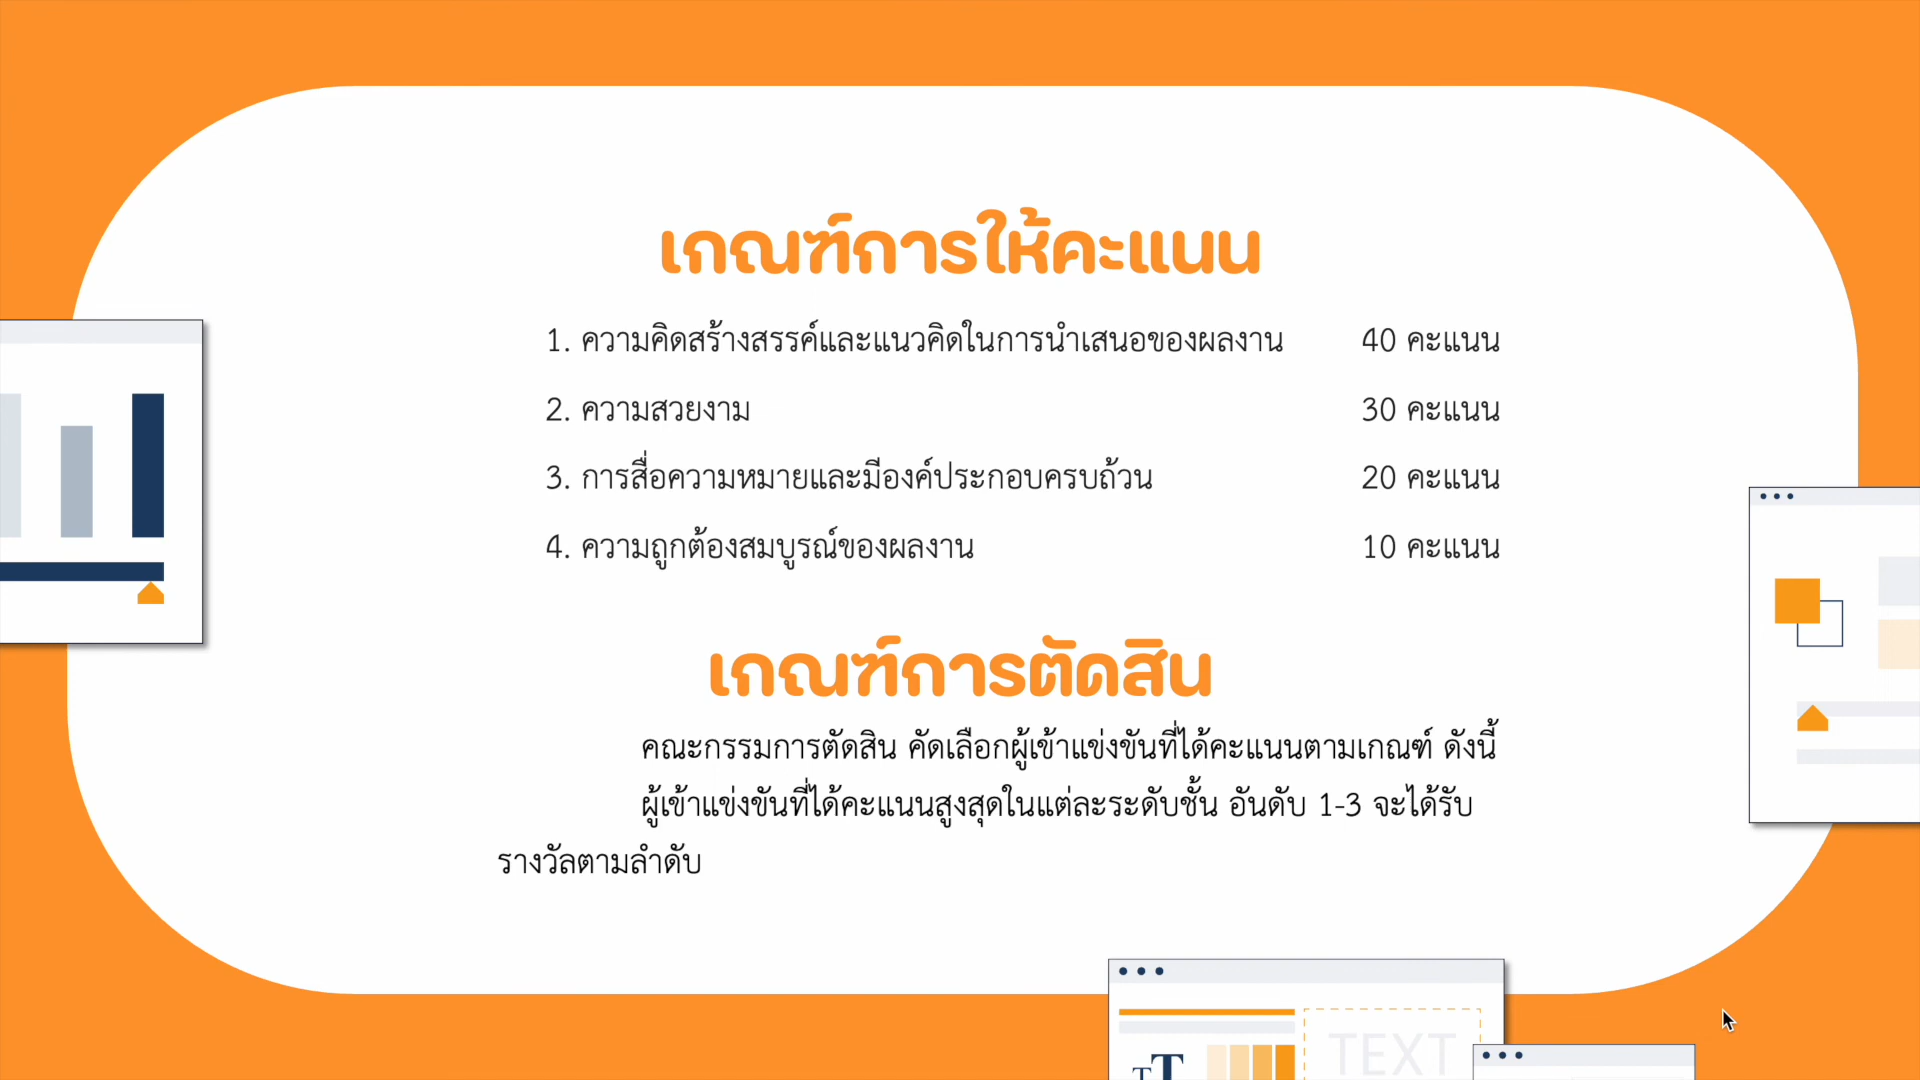 เกณฑ์การให้คะแนน
1. ความคิดสร้างสรรค์และแนวคิดในการนำเสนอของผลงาน 40 คะแนน
2. ความสวยงาม 30 คะแนน
3. การสื่อความหมายและมีองค์ประกอบครบถ้วน 20 คะแนน
4. ความถูกต้องสมบูรณ์ของผลงาน 10 คะแนน
เกณฑ์การตัดสิน
คณะกรรมการตัดสิน คัดเลือกผู้เข้าแข่งขันที่ได้คะแนนตามเกณฑ์ ดังนี้
ผู้เข้าแข่งขันที่ได้คะแนนสูงสุดในแต่ละระดับชั้น อันดับ 1-3 จะได้รับ
รางวัลตามลำดับ
TEXT
TT